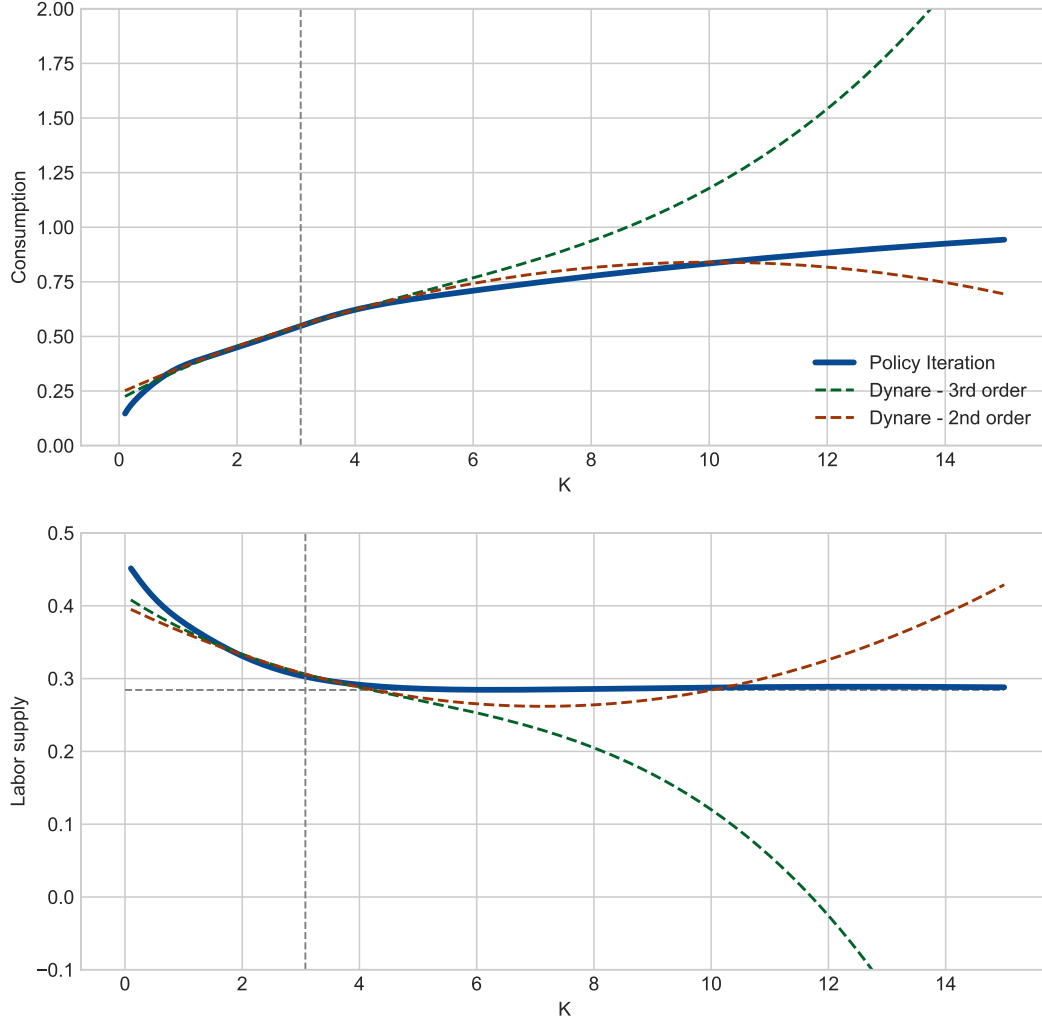 2.00
1.75
1.50
1.25
1.00
0.75
0.50
0.25
0.00
Consumption
Policy Iteration
Dynare - 3rd order
Dynare - 2nd order
0 2 4 6 8 10 12 14
K
0.5
0.4
0.3
0.2
0.1
0.0
−0.1
Labor supply
0 2 4 6 8 10 12 14
K